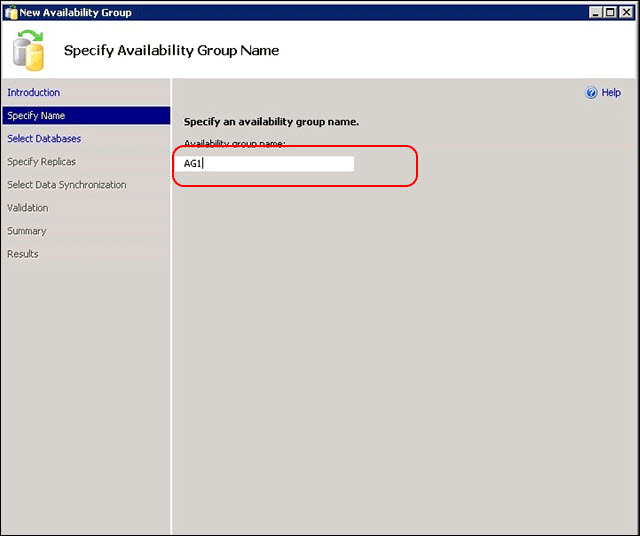 New Availability Group
Specify Availability Group Name
Introduction
Help
Specify Name
Specify an availability group name.
Select Databases
Availability group name:
Specify Replicas
AG1
Select Data Synchronization
Validation
Summary
Results